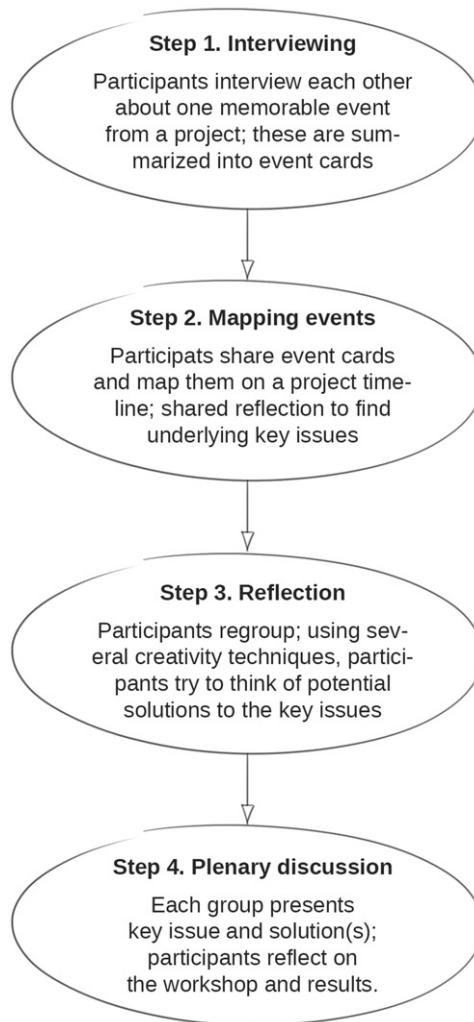 Step 1. Interviewing
Participants interview each other
about one memorable event
from a project; these are sum-
marized into event cards
Step 2. Mapping events
Participats share event cards
and map them on a project time-
line; shared reflection to find
underlying key issues
Step 3. Reflection
Participants regroup; using sev-
eral creativity techniques, partici-
pants try to think of potential
solutions to the key issues
Step 4. Plenary discussion
Each group presents
key issue and solution(s);
participants reflect on
the workshop and results.